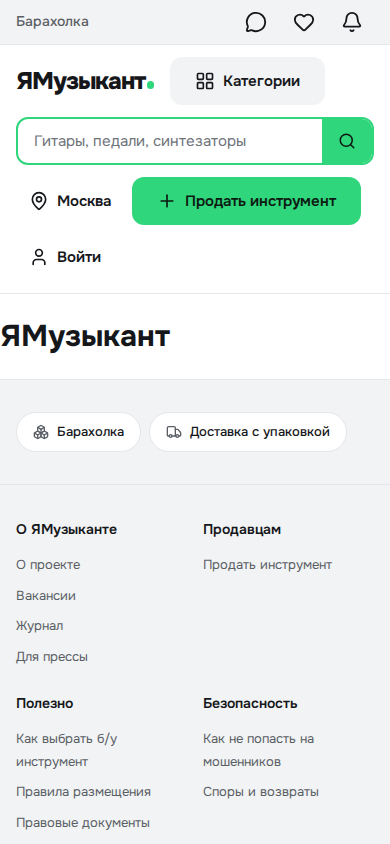 Барахолка
ЯМузыкант.
Категории
Гитары, педали, синтезаторы
Москва
Продать инструмент
Войти
ЯМузыкант
Барахолка
Доставка с упаковкой
О ЯМузыканте
О проекте
Вакансии
Журнал
Для прессы
Продавцам
Продать инструмент
Полезно
Как выбрать б/у
инструмент
Правила размещения
Правовые документы
Безопасность
Как не попасть на
мошенников
Споры и возвраты